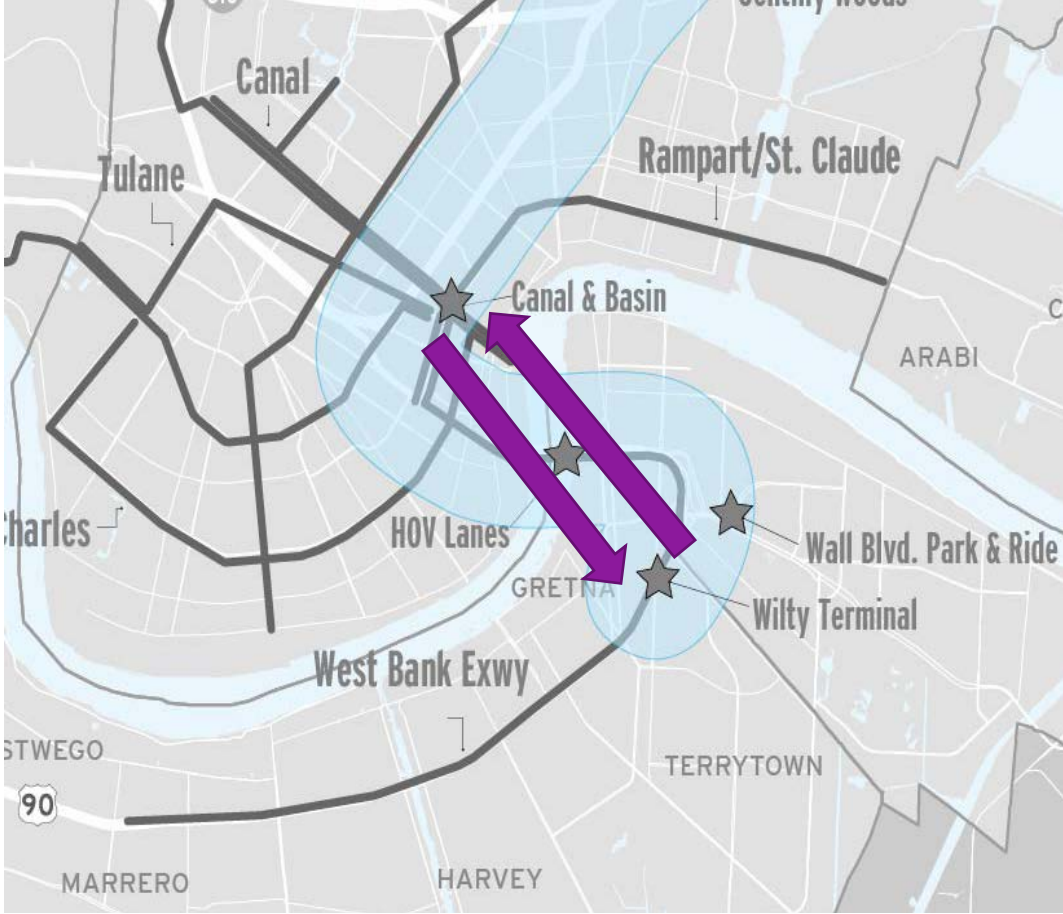 Canal
Tulane
Rampart/St. Claude
Canal & Basin
ARABI
Charles
HOV Lanes
Wall Blvd. Park & Ride
GRETNA
Wilty Terminal
West Bank Exwy
STWEGO
TERRYTOWN
90
MARRERO
HARVEY